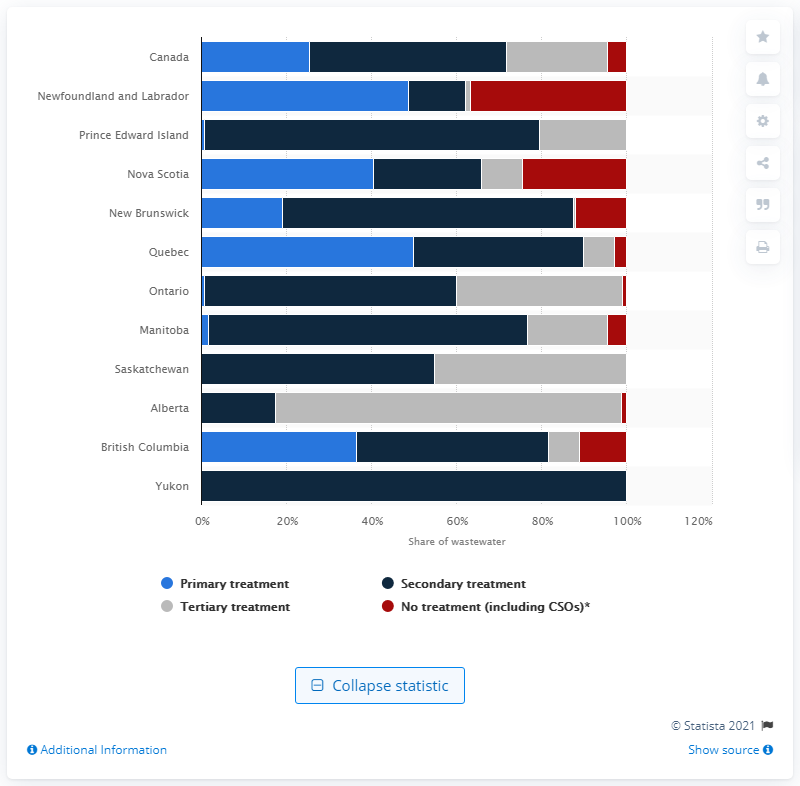 Canada
Newfoundland and Labrador
Prince Edward Island
Nova Scotia
New Brunswick
Quebec
Ontario
Manitoba
Saskatchewan
Alberta
British Columbia
Yukon
0% 20% 40% 60% 80% 100% 120%
Share of wastewater
Primary treatment Secondary treatment
Tertiary treatment No treatment (including CSOs)*
Collapse statistic
© Statista 2021
Additional Information Show source